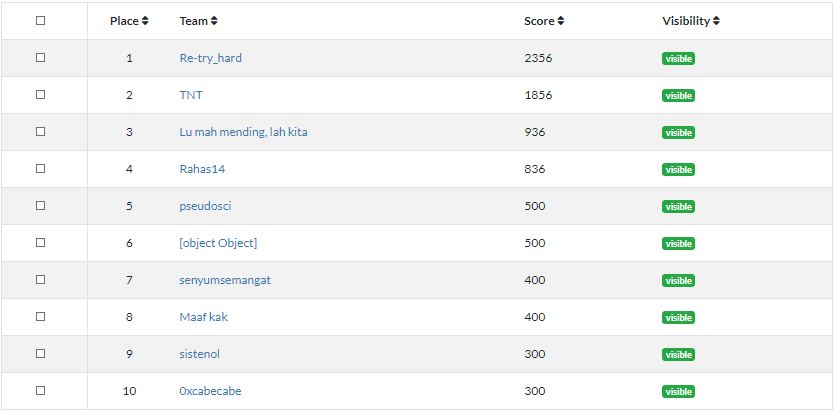 Place Team Score Visibility
1 Re-try_hard 2356 visible
2 TNT 1856 visible
3 Lu mah mending, lah kita 936 visible
4 Rahas14 836 visible
5 pseudosci 500 visible
6 [object Object] 500 visible
7 senyumsemangat 400 visible
8 Maaf kak 400 visible
9 sistenol 300 visible
10 0xcabecabe 300 visible